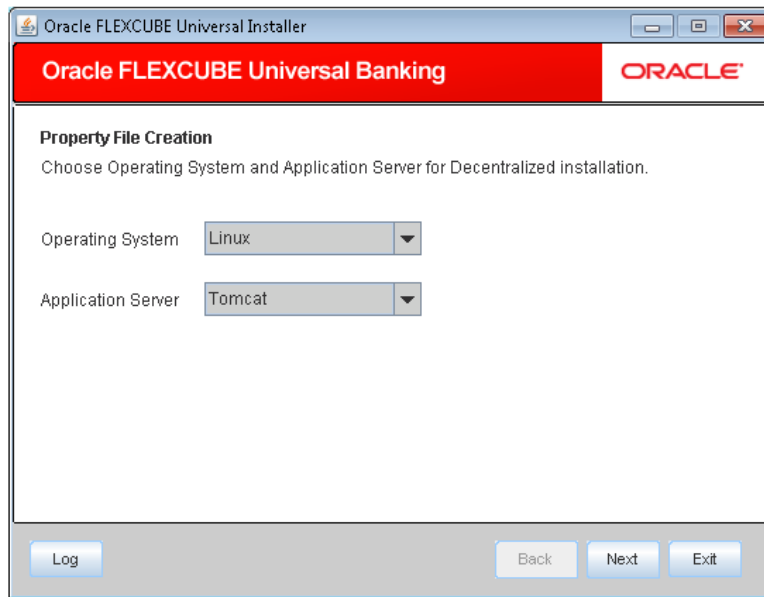 Oracle FLEXCUBE Universal Installer
Oracle FLEXCUBE Universal Banking
ORACLE
Property File Creation
Choose Operating System and Application Server for Decentralized installation.
Operating System Linux
Application Server Tomcat
Log Back Next Exit